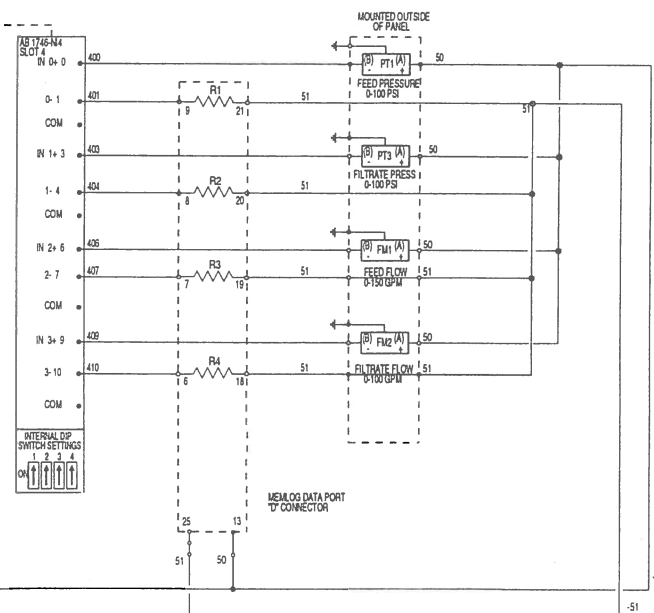 MOUNTED OUTSIDE
OF PANEL
AB 1746-NI4
SLOT 4
IN 0+ 0 400 (B) PT1 (A) 50
- +
FEED PRESSURE
0-100 PSI
0- 1 401 R1 51 51
9 21
COM
IN 1+ 3 403 (B) PT3 (A) 50
- +
FILTRATE PRESS
0-100 PSI
1- 4 404 R2 51
8 20
COM
IN 2+ 6 406 (B) FM1 (A) 50
- +
2- 7 407 R3 51 FEED FLOW 51
7 19 0-150 GPM
COM
IN 3+ 9 409 (B) FM2 (A) 50
- +
3-10 410 R4 51 FILTRATE FLOW 51
6 18 0-100 GPM
COM
INTERNAL DIP
SWITCH SETTINGS
1 2 3 4
ON
MEMLOG DATA PORT
"D" CONNECTOR
25 13
51 50
-51